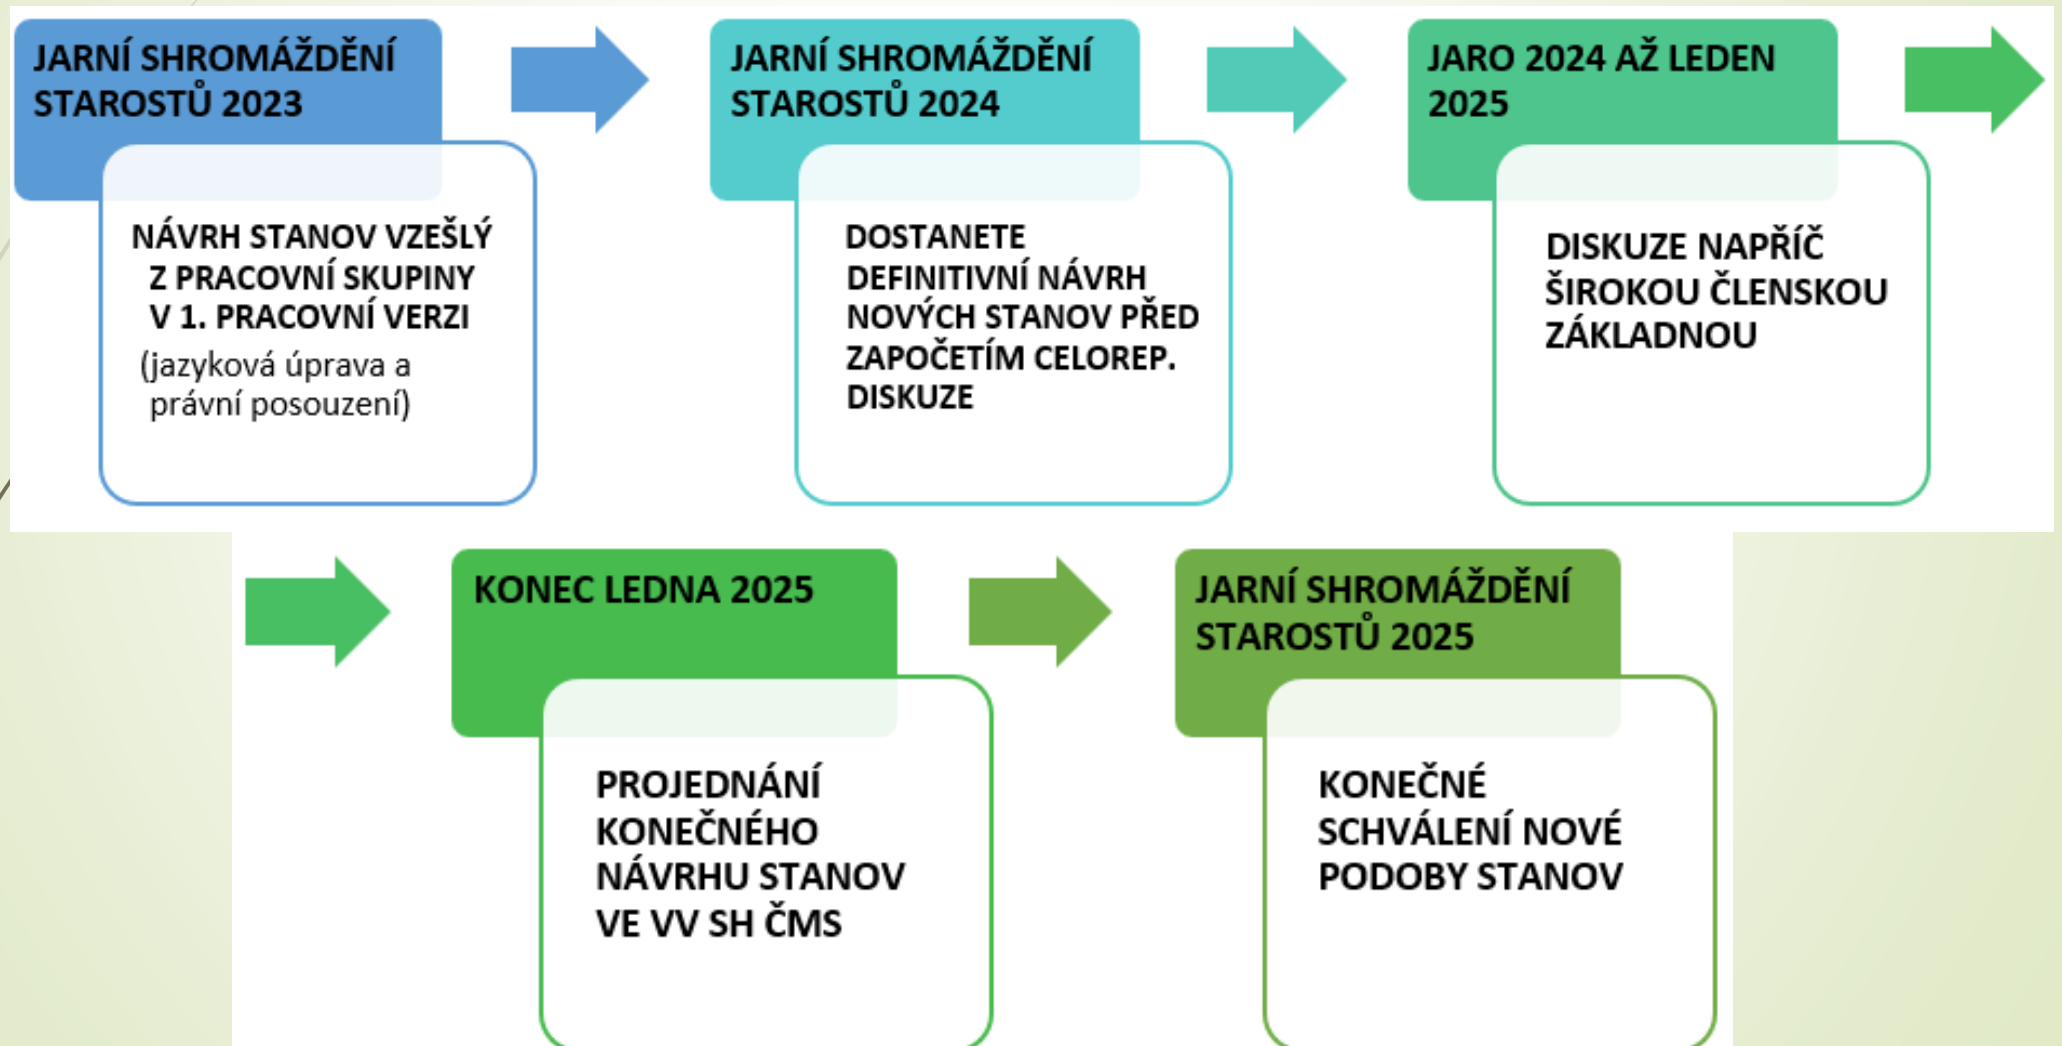 JARNÍ SHROMÁŽDĚNÍ
STAROSTŮ 2023
NÁVRH STANOV VZEŠLÝ
Z PRACOVNÍ SKUPINY
V 1. PRACOVNÍ VERZI
(jazyková úprava a
právní posouzení)
JARNÍ SHROMÁŽDĚNÍ
STAROSTŮ 2024
DOSTANETE
DEFINITIVNÍ NÁVRH
NOVÝCH STANOV PŘED
ZAPOČETÍM CELOREP.
DISKUZE
JARO 2024 AŽ LEDEN
2025
DISKUZE NAPŘÍČ
ŠIROKOU ČLENSKOU
ZÁKLADNOU
KONEC LEDNA 2025
PROJEDNÁNÍ
KONEČNÉHO
NÁVRHU STANOV
VE VV SH ČMS
JARNÍ SHROMÁŽDĚNÍ
STAROSTŮ 2025
KONEČNÉ
SCHVÁLENÍ NOVÉ
PODOBY STANOV